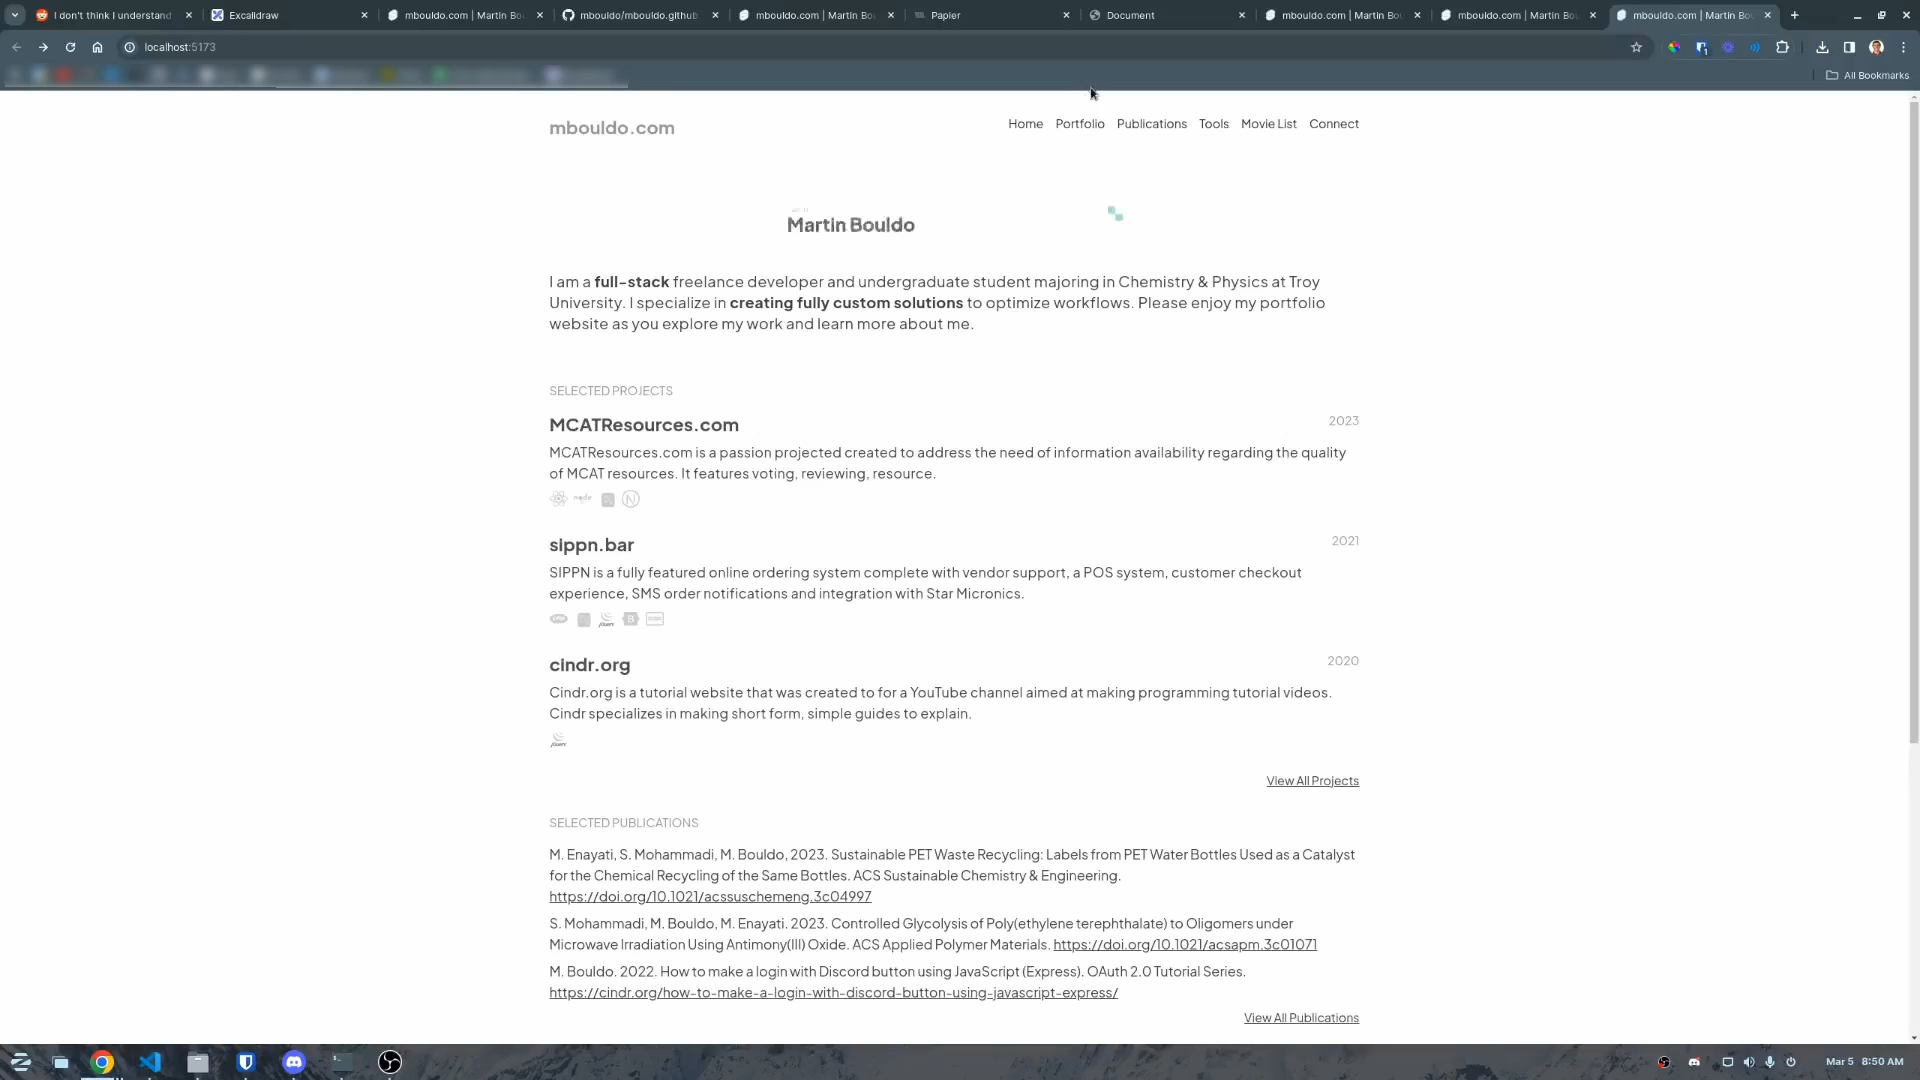 I don't think I understand
Excalidraw
mbouldo.com | Martin Bo
mbouldo/mbouldo.github
mbouldo.com | Martin Bo
Papier
Document
mbouldo.com | Martin Bo
mbouldo.com | Martin Bo
mbouldo.com | Martin Bo
localhost:5173
All Bookmarks
mbouldo.com
Home Portfolio Publications Tools Movie List Connect
Martin Bouldo
I am a full-stack freelance developer and undergraduate student majoring in Chemistry & Physics at Troy
University. I specialize in creating fully custom solutions to optimize workflows. Please enjoy my portfolio
website as you explore my work and learn more about me.
SELECTED PROJECTS
MCATResources.com 2023
MCATResources.com is a passion projected created to address the need of information availability regarding the quality
of MCAT resources. It features voting, reviewing, resource.
sippn.bar 2021
SIPPN is a fully featured online ordering system complete with vendor support, a POS system, customer checkout
experience, SMS order notifications and integration with Star Micronics.
cindr.org 2020
Cindr.org is a tutorial website that was created to for a YouTube channel aimed at making programming tutorial videos.
Cindr specializes in making short form, simple guides to explain.
View All Projects
SELECTED PUBLICATIONS
M. Enayati, S. Mohammadi, M. Bouldo, 2023. Sustainable PET Waste Recycling: Labels from PET Water Bottles Used as a Catalyst
for the Chemical Recycling of the Same Bottles. ACS Sustainable Chemistry & Engineering.
https://doi.org/10.1021/acssuschemeng.3c04997
S. Mohammadi, M. Bouldo, M. Enayati. 2023. Controlled Glycolysis of Poly(ethylene terephthalate) to Oligomers under
Microwave Irradiation Using Antimony(III) Oxide. ACS Applied Polymer Materials. https://doi.org/10.1021/acsapm.3c01071
M. Bouldo. 2022. How to make a login with Discord button using JavaScript (Express). OAuth 2.0 Tutorial Series.
https://cindr.org/how-to-make-a-login-with-discord-button-using-javascript-express/
View All Publications
Mar 5 8:50 AM